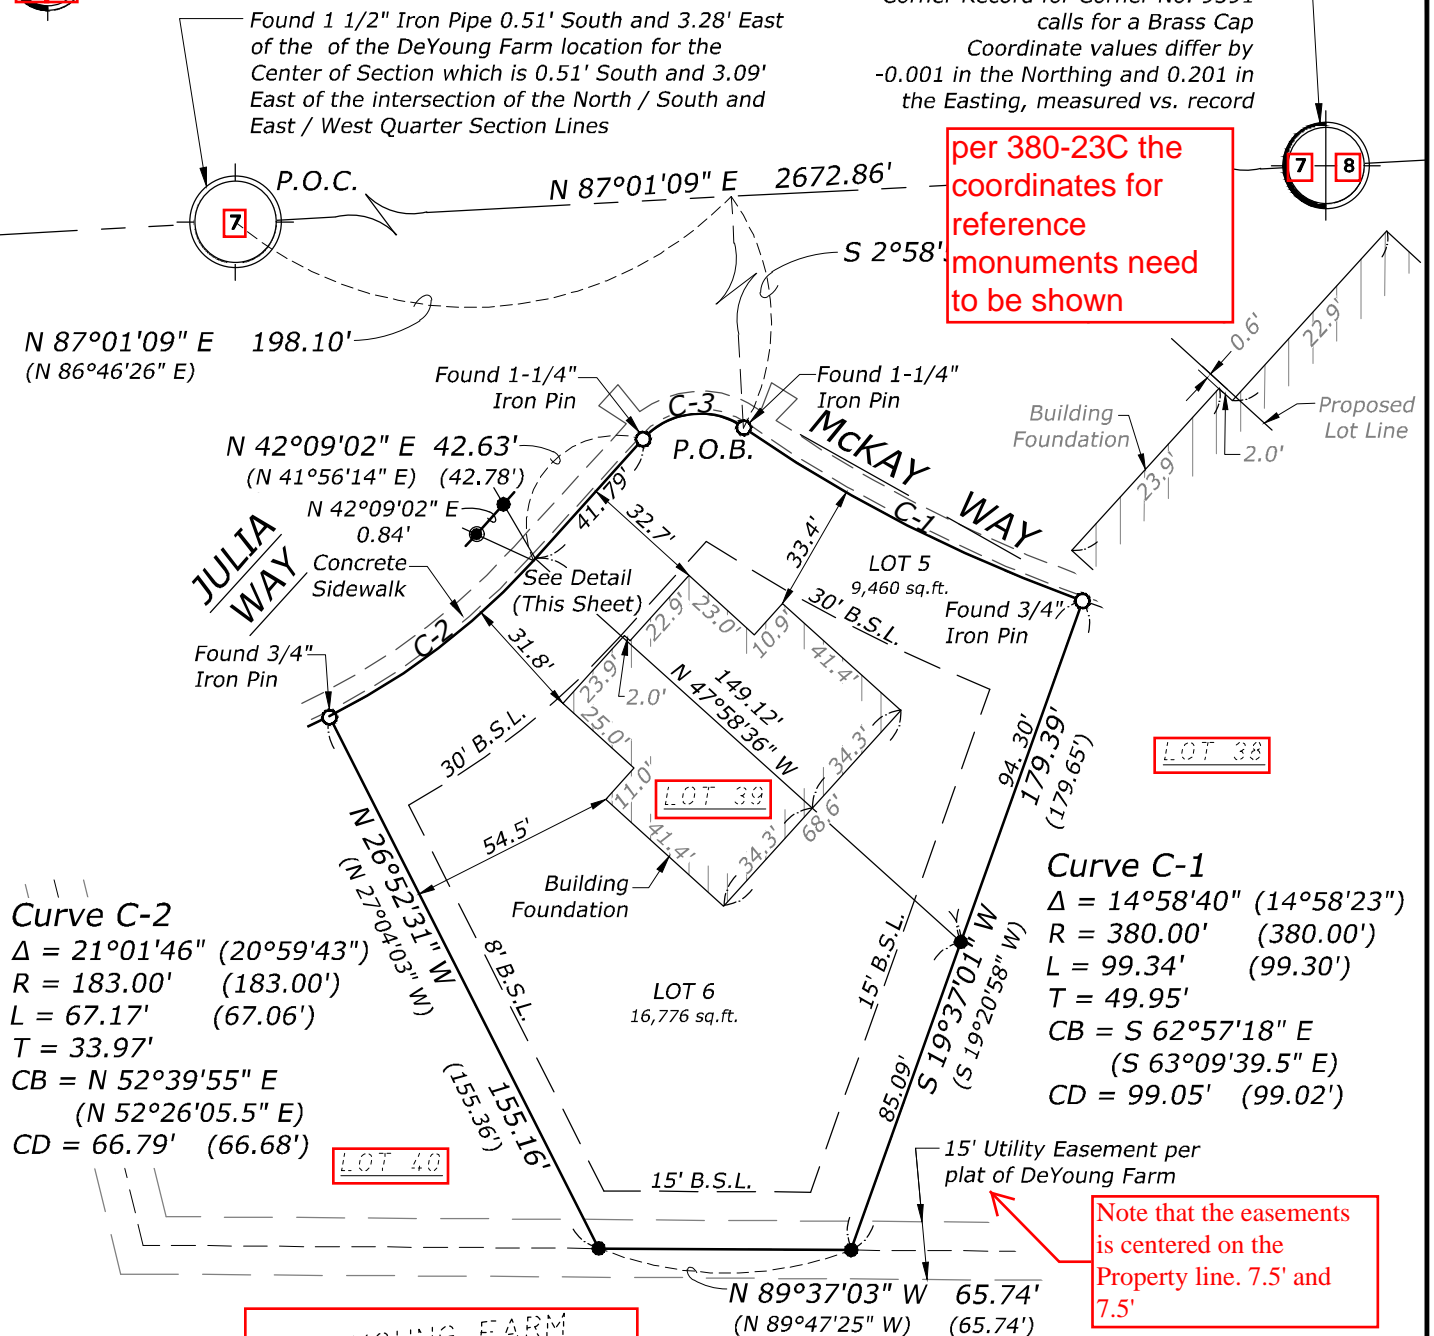 Found 1 1/2" Iron Pipe 0.51' South and 3.28' East
of the  of the DeYoung Farm location for the
Center of Section which is 0.51' South and 3.09'
East of the intersection of the North / South and
East / West Quarter Section Lines
calls for a Brass Cap
Coordinate values differ by
-0.001 in the Northing and 0.201 in
the Easting, measured vs. record
per 380-23C the
coordinates for
reference
monuments need
to be shown
7
8
P.O.C.
7
N 87°01'09" E 2672.86'
S 2°58'
N 87°01'09" E 198.10'
(N 86°46'26" E)
Found 1-1/4"
Iron Pin
C-3
P.O.B.
Found 1-1/4"
Iron Pin
McKAY WAY
0.6'
22.9'
Building
Foundation
Proposed
Lot Line
2.0'
23.9'
N 42°09'02" E 42.63'
(N 41°56'14" E) (42.78')
N 42°09'02" E
0.84'
41.79'
JULIA
WAY
Concrete
Sidewalk
See Detail
(This Sheet)
32.7'
33.4'
C-1
LOT 5
9,460 sq.ft.
30' B.S.L.
Found 3/4"
Iron Pin
C-2
Found 3/4"
Iron Pin
31.8'
22.9'
23.0'
10.9'
41.4'
23.9'
2.0'
25.0'
149.12'
N 47°58'36" W
30' B.S.L.
34.3'
94.30'
179.39'
(179.65')
LOT 38
11.0'
LOT 39
54.5'
41.4'
34.3'
68.6'
N 26°52'31" W
(N 27°04'03" W)
Building
Foundation
Curve C-1
Δ = 14°58'40" (14°58'23")
R = 380.00' (380.00')
L = 99.34' (99.30')
T = 49.95'
CB = S 62°57'18" E
(S 63°09'39.5" E)
CD = 99.05' (99.02')
Curve C-2
Δ = 21°01'46" (20°59'43")
R = 183.00' (183.00')
L = 67.17' (67.06')
T = 33.97'
CB = N 52°39'55" E
(N 52°26'05.5" E)
CD = 66.79' (66.68')
8' B.S.L.
LOT 6
16,776 sq.ft.
15' B.S.L.
S 19°37'01" W
(S 19°20'58" W)
85.09'
155.16'
(155.36')
LOT 40
15' B.S.L.
15' Utility Easement per
plat of DeYoung Farm
Note that the easements
is centered on the
Property line. 7.5' and
7.5'
N 89°37'03" W 65.74'
(N 89°47'25" W) (65.74')
FARM